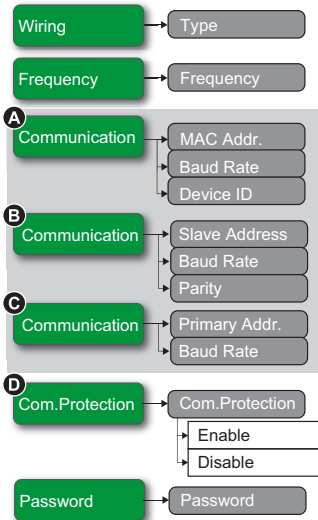 Wiring
Type
Frequency
Frequency
A
Communication
MAC Addr.
Baud Rate
Device ID
B
Communication
Slave Address
Baud Rate
Parity
C
Communication
Primary Addr.
Baud Rate
D
Com.Protection
Com.Protection
Enable
Disable
Password
Password